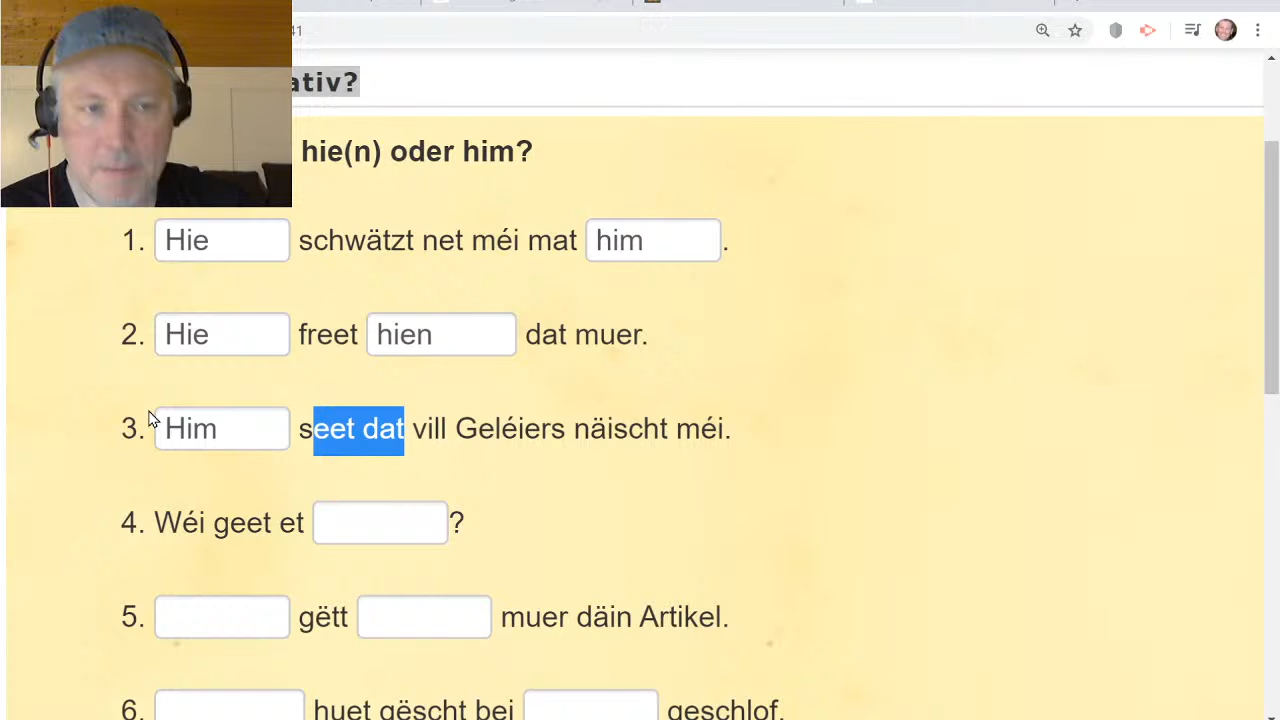 41
ativ?
hie(n) oder him?
1. Hie schwätzt net méi mat him .
2. Hie freet hien dat muer.
3. Him seet dat vill Geléiers näischt méi.
4. Wéi geet et ?
5. gëtt muer däin Artikel.
6. huet gëscht bei geschlof.